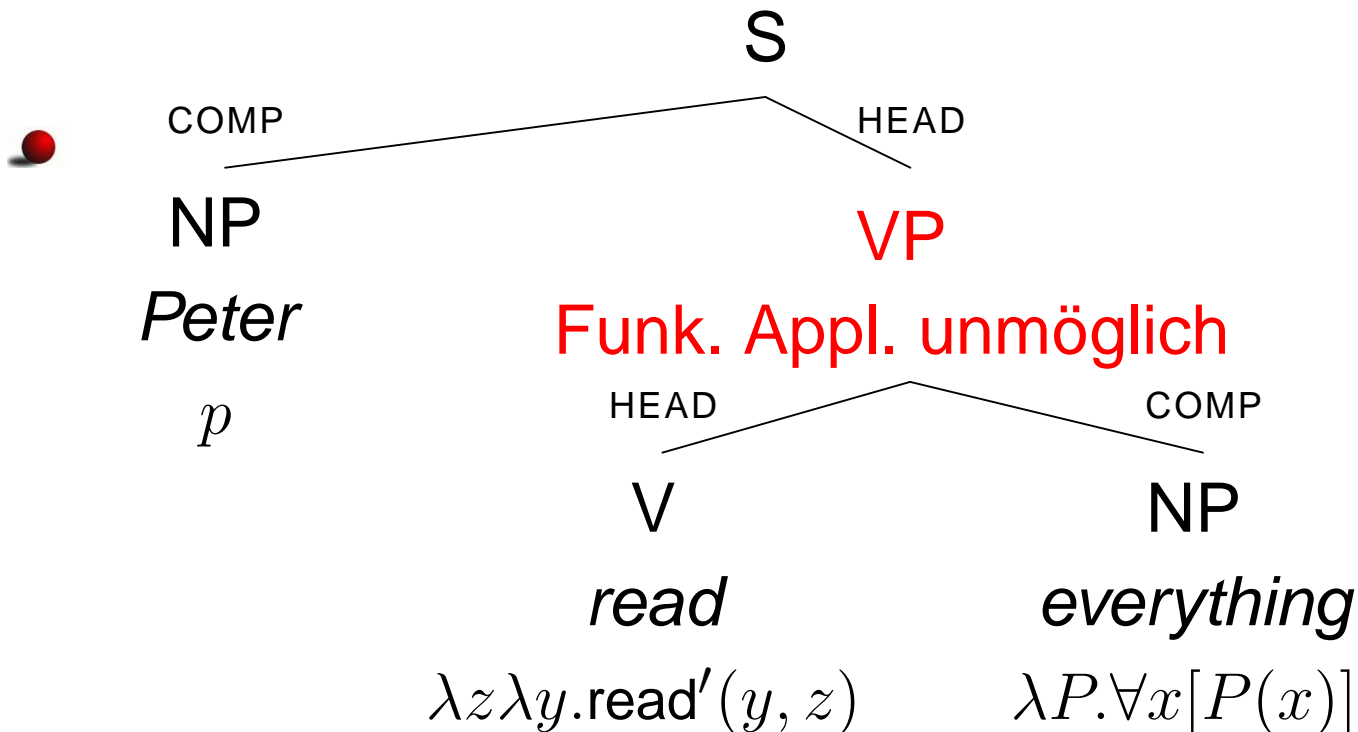 S
COMP HEAD
NP VP
Peter Funk. Appl. unmöglich
p HEAD COMP
V NP
read everything
λzλy.read′(y, z) λP.∀x[P(x)]